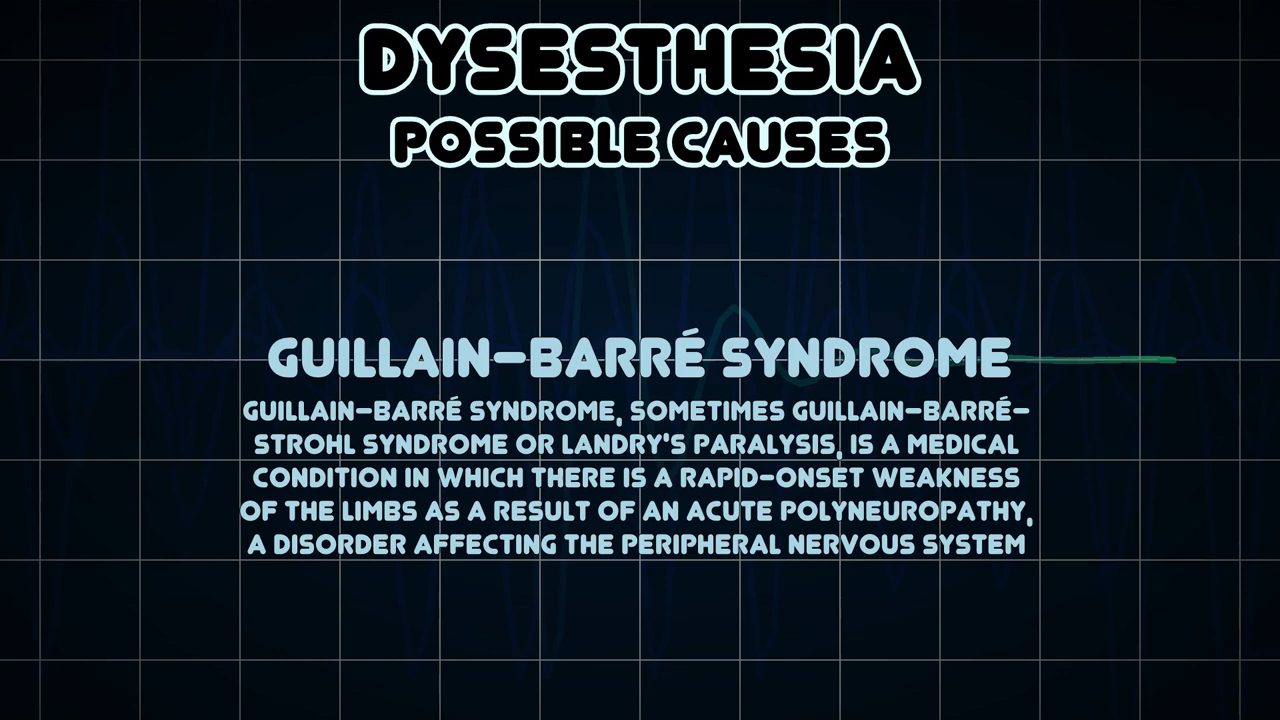 DYSESTHESIA
POSSIBLE CAUSES
GUILLAIN-BARRÉ SYNDROME
GUILLAIN-BARRÉ SYNDROME, SOMETIMES GUILLAIN-BARRÉ-
STROHL SYNDROME OR LANDRY'S PARALYSIS, IS A MEDICAL
CONDITION IN WHICH THERE IS A RAPID-ONSET WEAKNESS
OF THE LIMBS AS A RESULT OF AN ACUTE POLYNEUROPATHY,
A DISORDER AFFECTING THE PERIPHERAL NERVOUS SYSTEM